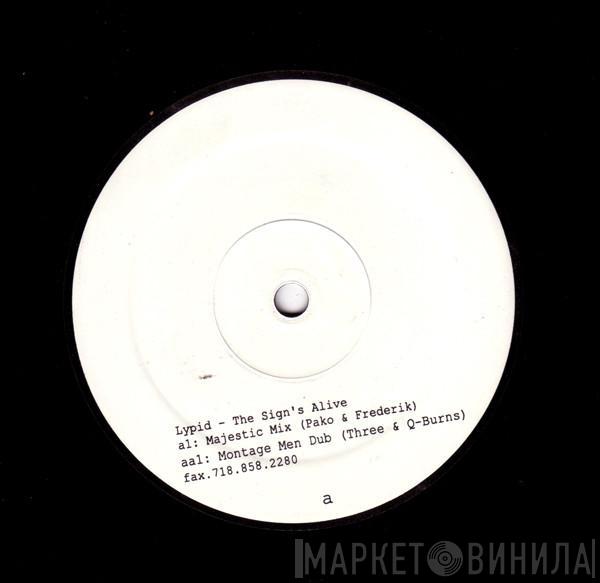 Lypid - The Sign's Alive
a1: Majestic Mix (Pako & Frederik)
aa1: Montage Men Dub (Three & Q-Burns)
fax.718.858.2280
a
МАРКЕТ ВИНИЛА